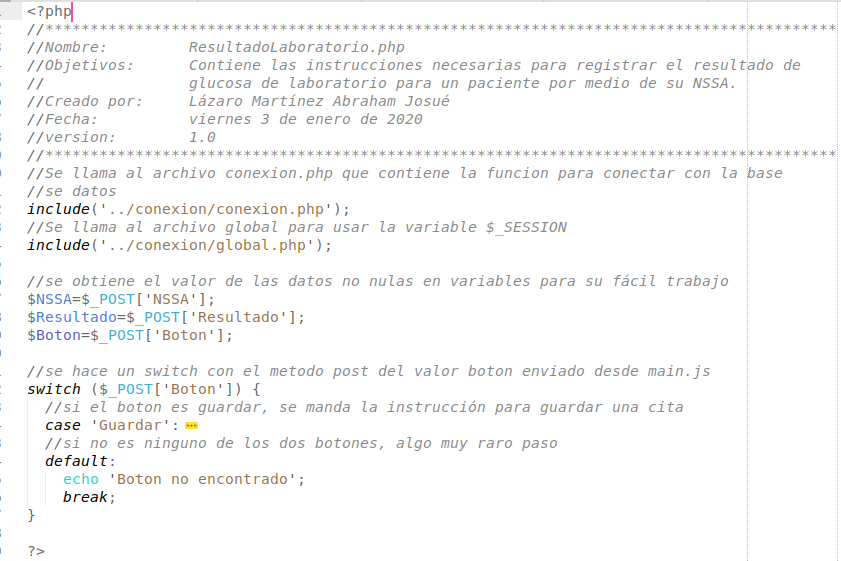 <?php
//****************************************************************************************
//Nombre:         ResultadoLaboratorio.php
//Objetivos:      Contiene las instrucciones necesarias para registrar el resultado de
//                glucosa de laboratorio para un paciente por medio de su NSSA.
//Creado por:     Lázaro Martínez Abraham Josué
//Fecha:          viernes 3 de enero de 2020
//version:        1.0
//****************************************************************************************
//Se llama al archivo conexion.php que contiene la funcion para conectar con la base
//se datos
include('../conexion/conexion.php');
//Se llama al archivo global para usar la variable $_SESSION
include('../conexion/global.php');
//se obtiene el valor de las datos no nulas en variables para su fácil trabajo
$NSSA=$_POST['NSSA'];
$Resultado=$_POST['Resultado'];
$Boton=$_POST['Boton'];
//se hace un switch con el metodo post del valor boton enviado desde main.js
switch ($_POST['Boton']) {
  //si el boton es guardar, se manda la instrucción para guardar una cita
  case 'Guardar':
  //si no es ninguno de los dos botones, algo muy raro paso
  default:
    echo 'Boton no encontrado';
    break;
}
?>